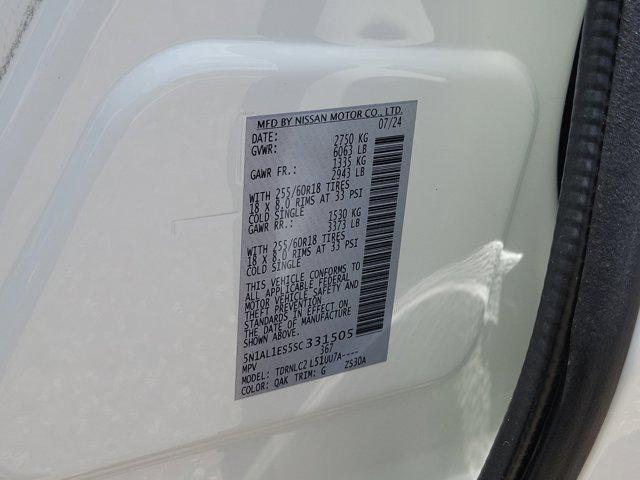 MFD BY NISSAN MOTOR CO., LTD.
DATE: 07/24
GVWR: 2750 KG
6063 LB
GAWR FR.: 1335 KG
2943 LB
WITH 255/60R18 TIRES
18 X 8.0 RIMS AT 33 PSI
COLD SINGLE
GAWR RR.: 1530 KG
3373 LB
WITH 255/60R18 TIRES
18 X 8.0 RIMS AT 33 PSI
COLD SINGLE
THIS VEHICLE CONFORMS TO
ALL APPLICABLE FEDERAL
MOTOR VEHICLE SAFETY AND
THEFT PREVENTION
STANDARDS IN EFFECT ON
THE DATE OF MANUFACTURE
SHOWN ABOVE.
5N1AL1ES5SC331505
MPV 367
MODEL: TDRNLC2 L51UU7A----
COLOR: QAK TRIM: G ZS30A